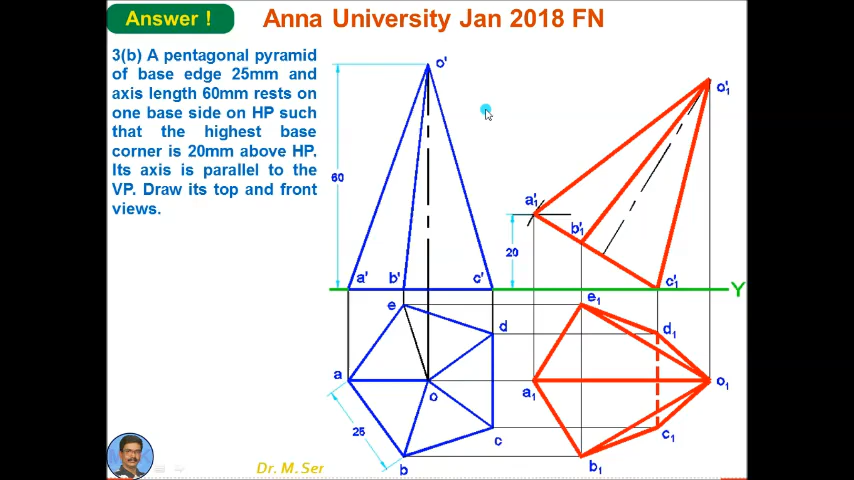 Answer !
Anna University Jan 2018 FN
3(b) A pentagonal pyramid
of base edge 25mm and
axis length 60mm rests on
one base side on HP such
that the highest base
corner is 20mm above HP.
Its axis is parallel to the
VP. Draw its top and front
views.
o'
o'1
60
a'1
b'1
20
a' b' c'
c'1
Y
e
e1
d
d1
a
o
a1
o1
25
c
c1
b
b1
Dr. M. Ser